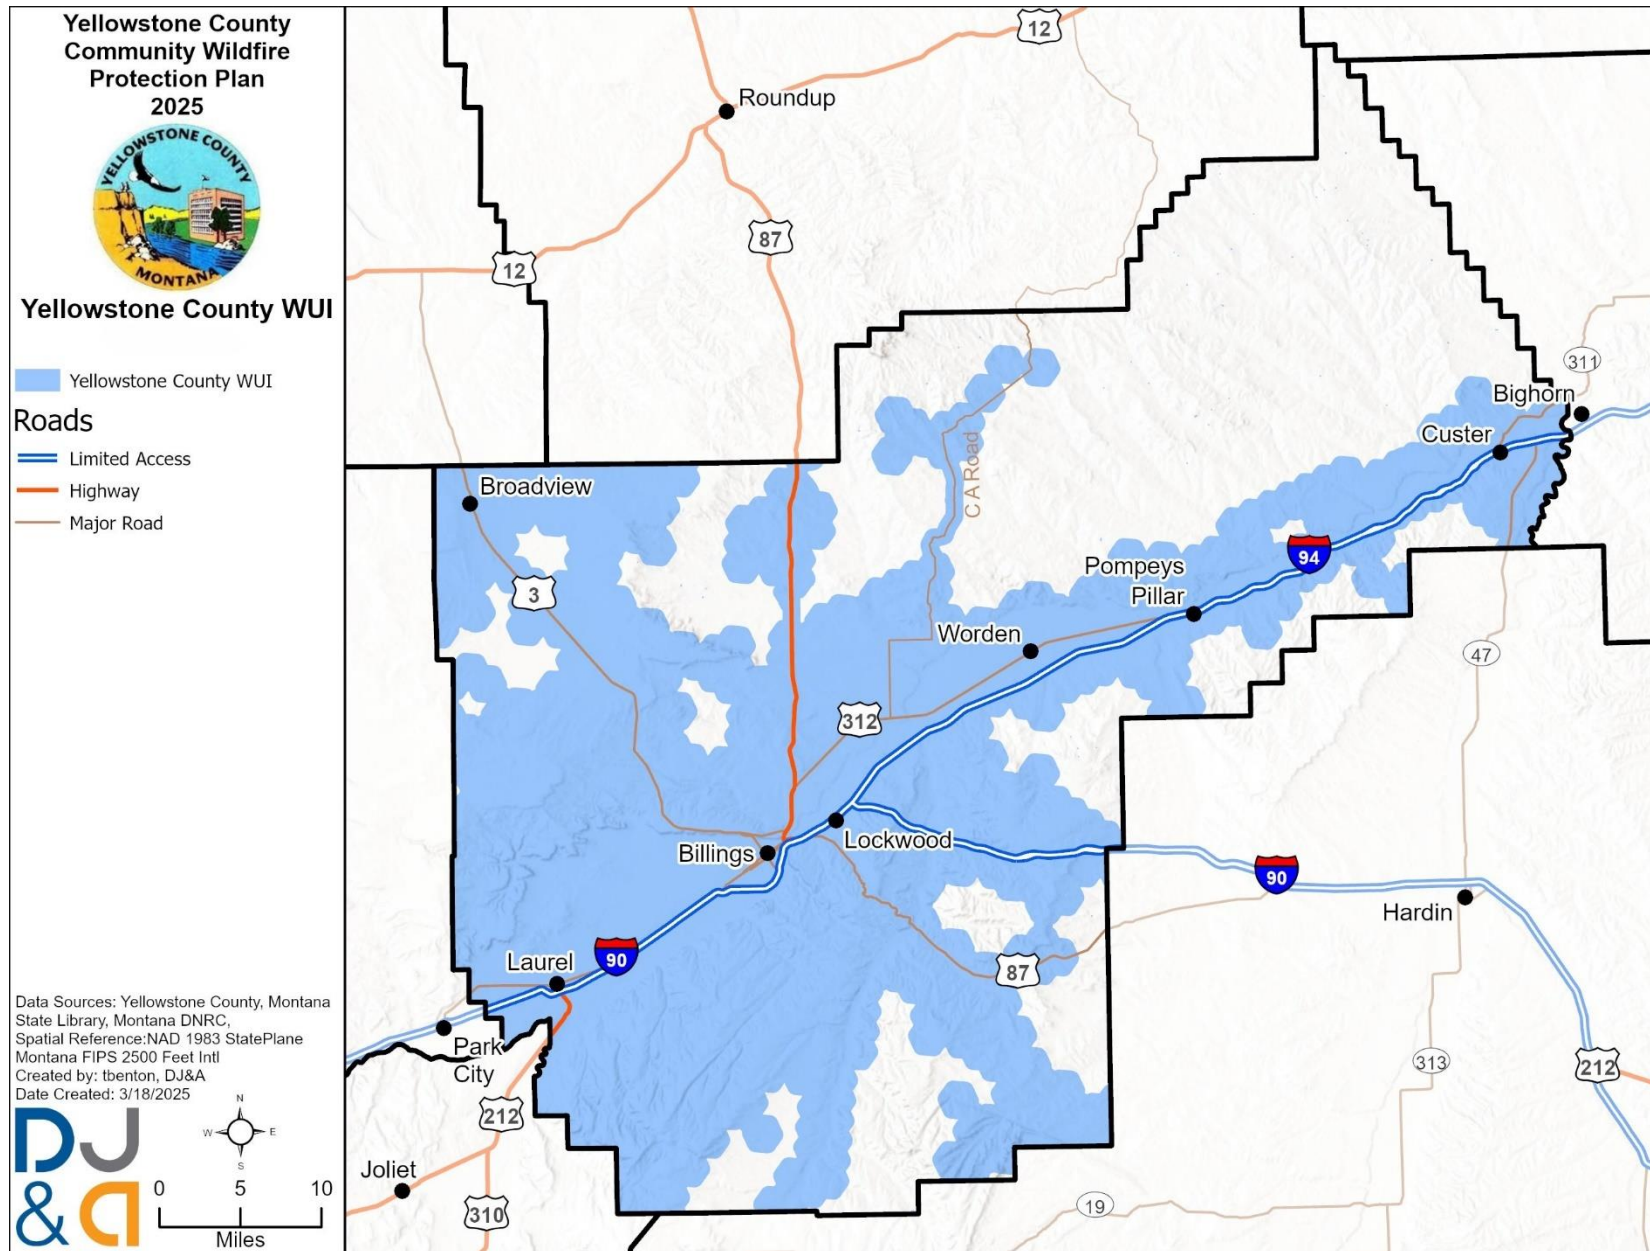 Yellowstone County
Community Wildfire
Protection Plan
2025
YELLOWSTONE COUNTY
MONTANA
Yellowstone County WUI
Yellowstone County WUI
Roads
Limited Access
Highway
Major Road
Data Sources: Yellowstone County, Montana
State Library, Montana DNRC,
Spatial Reference:NAD 1983 StatePlane
Montana FIPS 2500 Feet Intl
Created by: tbenton, DJ&A
Date Created: 3/18/2025
DJ
&A
N
W E
S
0 5 10
Miles
12
Roundup
87
12
311
Bighorn
Custer
Broadview
C A Road
94
3
Pompeys
Pillar
Worden
47
312
Lockwood
Billings
90
Hardin
Laurel
90
87
Park
City
313
212
212
Joliet
310
19